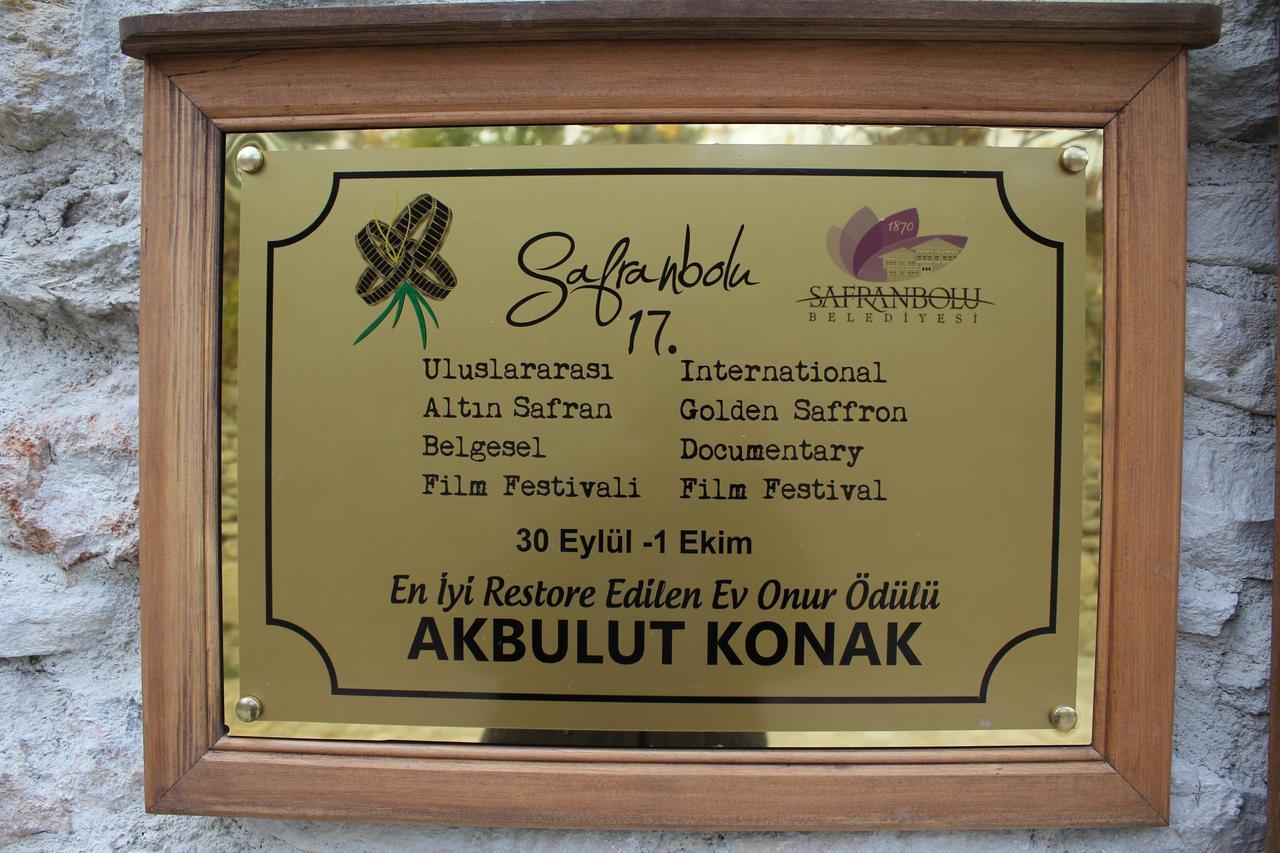 Safranbolu
17.
1870
SAFRANBOLU
BELEDİYESİ
Uluslararası
Altın Safran
Belgesel
Film Festivali
International
Golden Saffron
Documentary
Film Festival
30 Eylül -1 Ekim
En İyi Restore Edilen Ev Onur Ödülü
AKBULUT KONAK